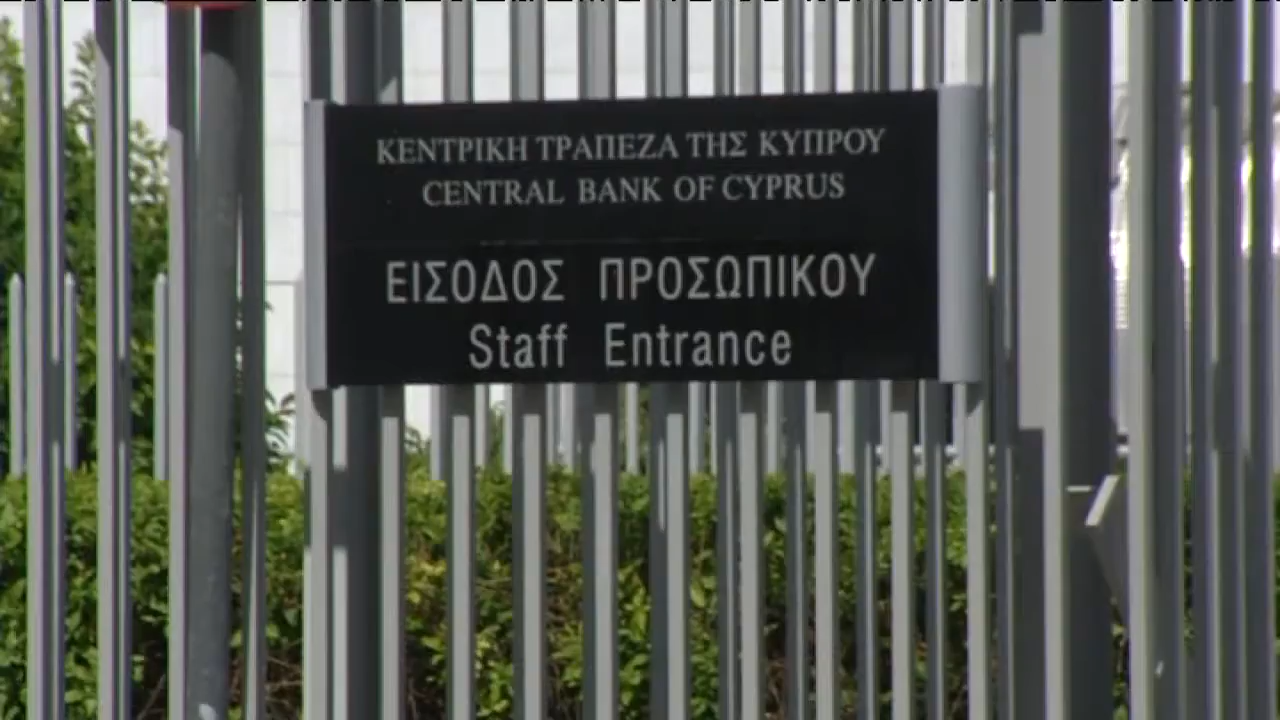 ΚΕΝΤΡΙΚΗ ΤΡΑΠΕΖΑ ΤΗΣ ΚΥΠΡΟΥ
CENTRAL BANK OF CYPRUS
ΕΙΣΟΔΟΣ ΠΡΟΣΩΠΙΚΟΥ
Staff Entrance